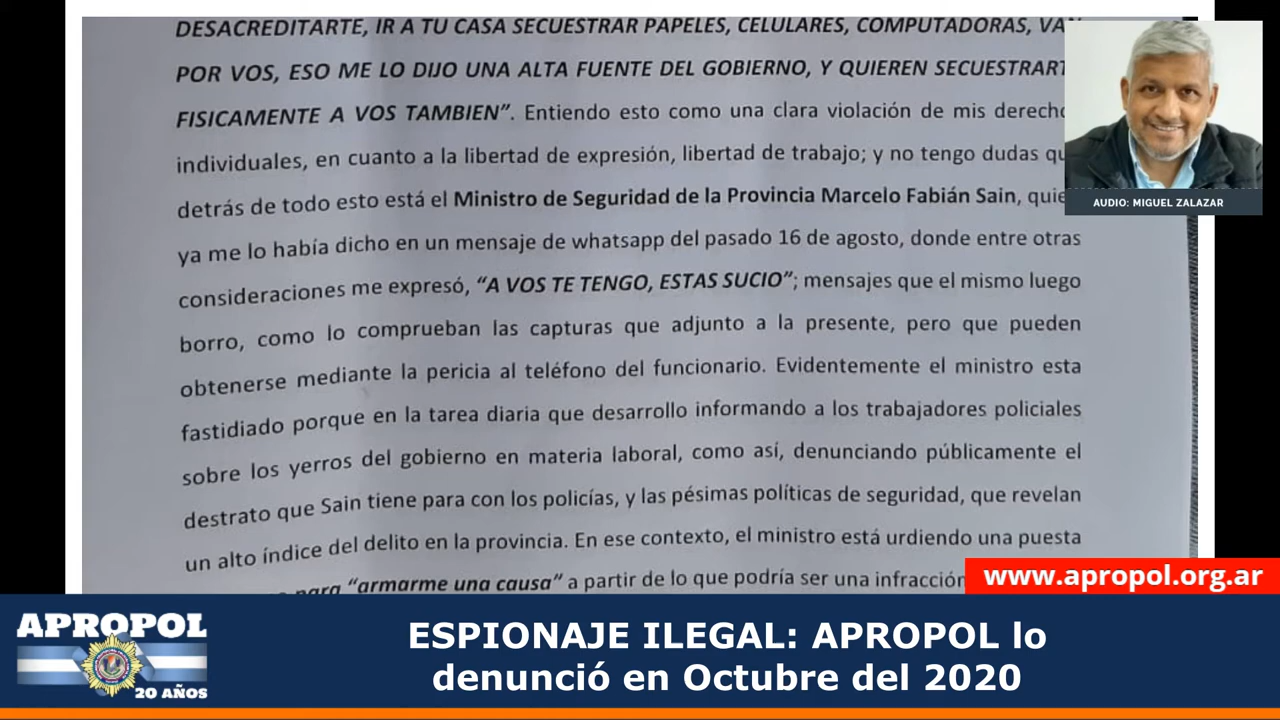 DESACREDITARTE, IR A TU CASA SECUESTRAR PAPELES, CELULARES, COMPUTADORAS, VAN
POR VOS, ESO ME LO DIJO UNA ALTA FUENTE DEL GOBIERNO, Y QUIEREN
FISICAMENTE A VOS TAMBIEN”. Entiendo esto como una clara violación de mis
individuales, en cuanto a la libertad de expresión, libertad de trabajo; y no tengo dudas
detrás de todo esto está el Ministro de Seguridad de la Provincia Marcelo Fabián Sain,
ya me lo había dicho en un mensaje de whatsapp del pasado 16 de agosto, donde entre otras
consideraciones me expresó, “A VOS TE TENGO, ESTAS SUCIO”; mensajes que el mismo luego
borro, como lo comprueban las capturas que adjunto a la presente, pero que pueden
obtenerse mediante la pericia al teléfono del funcionario. Evidentemente el ministro esta
fastidiado porque en la tarea diaria que desarrollo informando a los trabajadores policiales
sobre los yerros del gobierno en materia laboral, como así, denunciando públicamente el
destrato que Sain tiene para con los policías, y las pésimas políticas de seguridad, que revelan
un alto índice del delito en la provincia. En ese contexto, el ministro está urdiendo una puesta
para “armarme una causa” a partir de lo que podría ser una infracción
AUDIO: MIGUEL ZALAZAR
www.apropol.org.ar
APROPOL
20 AÑOS
ESPIONAJE ILEGAL: APROPOL lo
denunció en Octubre del 2020